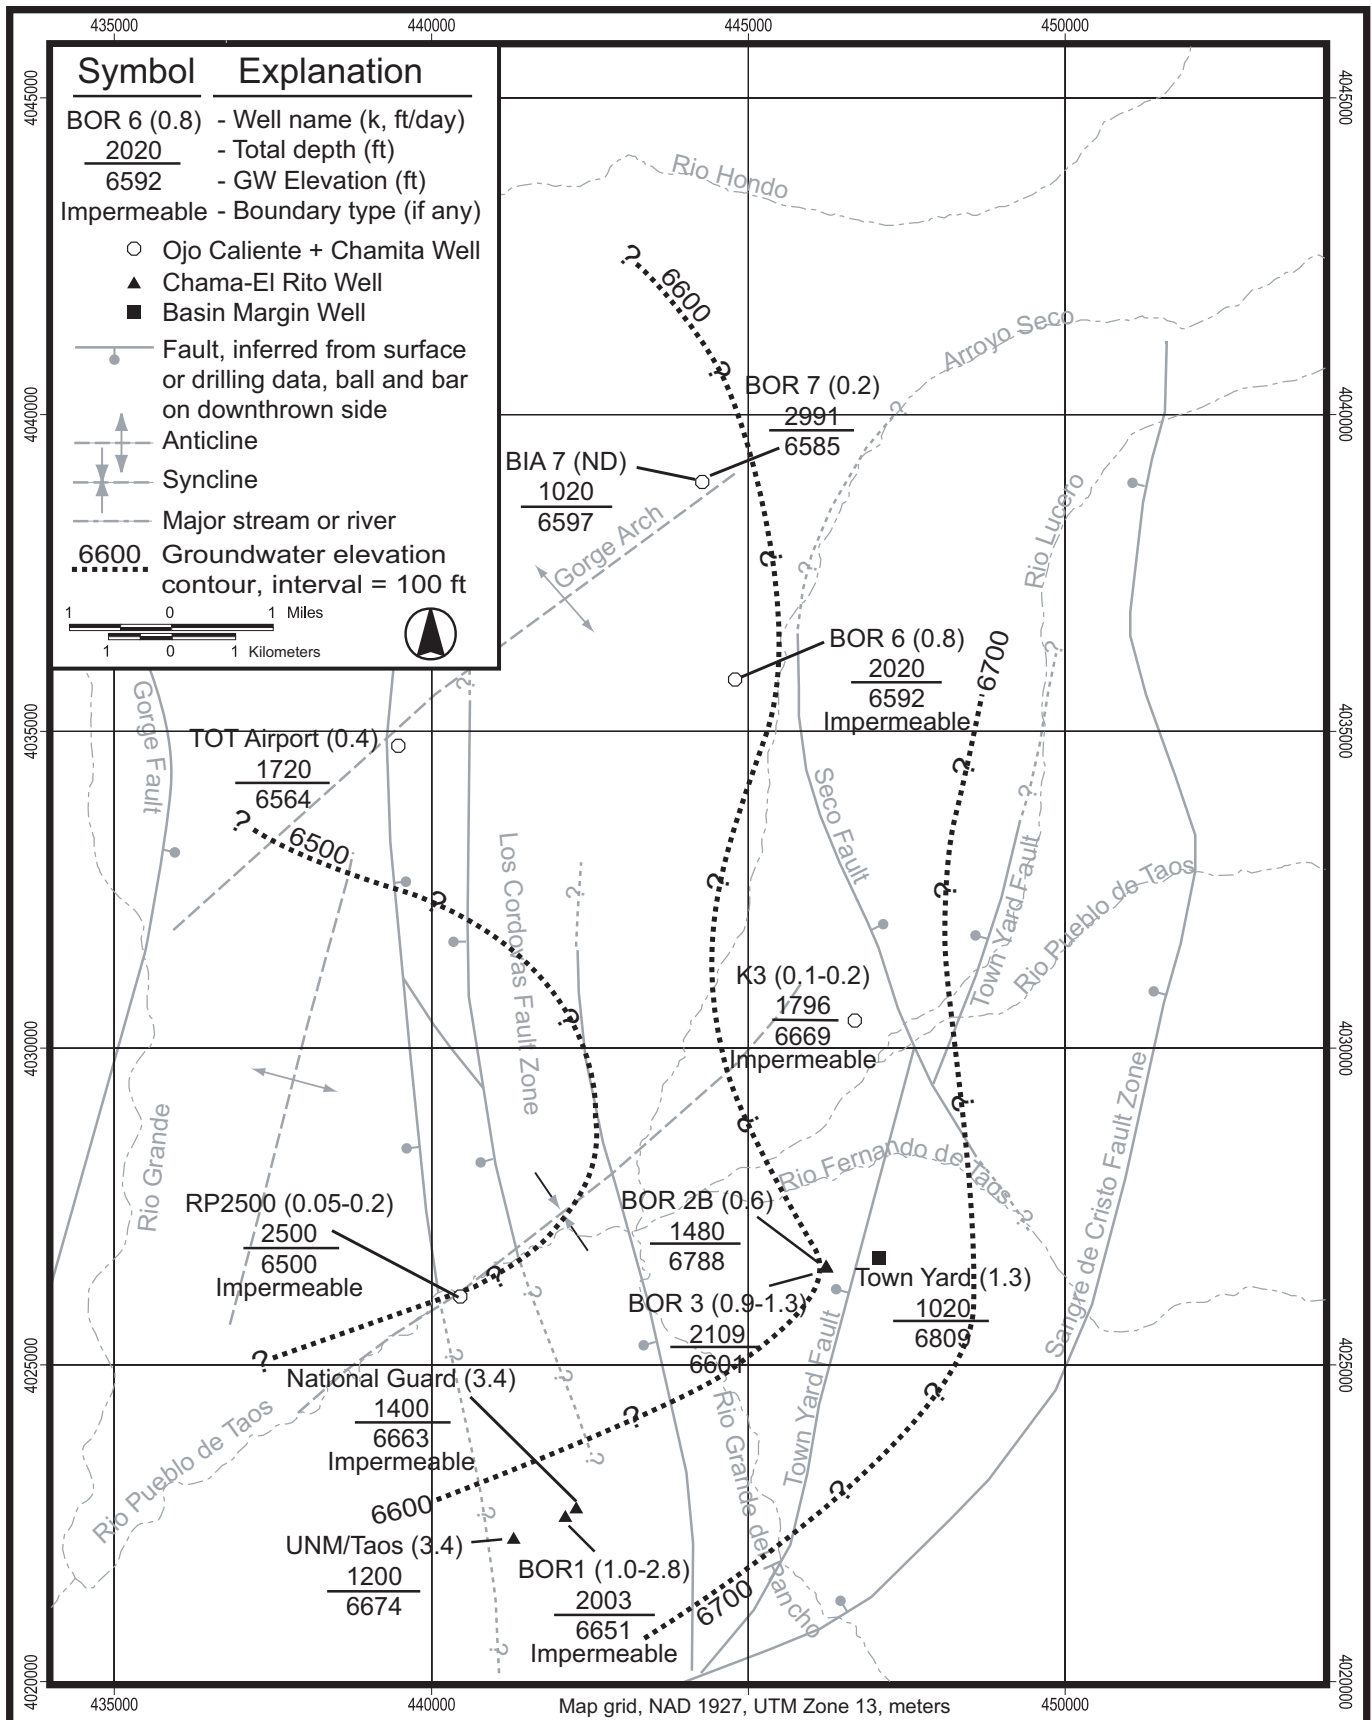 435000 440000 445000 450000
Symbol Explanation
BOR 6 (0.8) - Well name (k, ft/day)
2020 - Total depth (ft)
6592 - GW Elevation (ft)
Impermeable - Boundary type (if any)
Ojo Caliente + Chamita Well
Chama-El Rito Well
Basin Margin Well
Fault, inferred from surface
or drilling data, ball and bar
on downthrown side
Anticline
Syncline
Major stream or river
6600 Groundwater elevation
contour, interval = 100 ft
1 0 1 Miles
1 0 1 Kilometers
4045000
4045000
Rio Hondo
?
6600
Arroyo Seco
?
BOR 7 (0.2)
2991
6585
?
4040000
4040000
BIA 7 (ND)
1020
6597
Gorge Arch
Rio Lucero
?
?
BOR 6 (0.8)
2020
6592
Impermeable
6700
?
?
Gorge Fault
TOT Airport (0.4)
1720
6564
4035000
4035000
?
?
?
6500
Seco Fault
Los Cordovas Fault Zone
Town Yard Fault
Rio Pueblo de Taos
?
?
?
?
K3 (0.1-0.2)
1796
6669
Impermeable
?
4030000
4030000
Rio Grande
?
?
Rio Fernando de Taos
?
Sangre de Cristo Fault Zone
RP2500 (0.05-0.2)
2500
6500
Impermeable
BOR 2B (0.6)
1480
6788
Town Yard (1.3)
1020
6809
BOR 3 (0.9-1.3)
2109
6601
?
?
?
?
?
4025000
4025000
National Guard (3.4)
1400
6663
Impermeable
?
?
?
Rio Pueblo de Taos
Rio Grande del Rancho
Town Yard Fault
6600
?
?
UNM/Taos (3.4)
1200
6674
BOR1 (1.0-2.8)
2003
6651
Impermeable
6700
?
4020000
4020000
435000 440000 Map grid, NAD 1927, UTM Zone 13, meters 450000